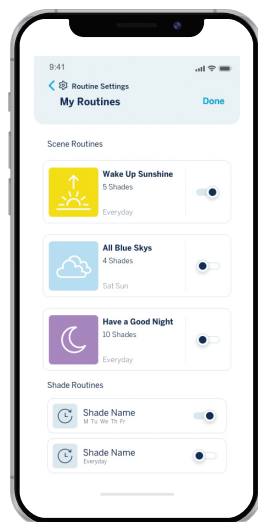 9:41
Routine Settings
My Routines
Done
Scene Routines
Wake Up Sunshine
5 Shades
Everyday
All Blue Skys
4 Shades
Sat Sun
Have a Good Night
10 Shades
Everyday
Shade Routines
Shade Name
M Tu We Th Fr
Shade Name
Everyday